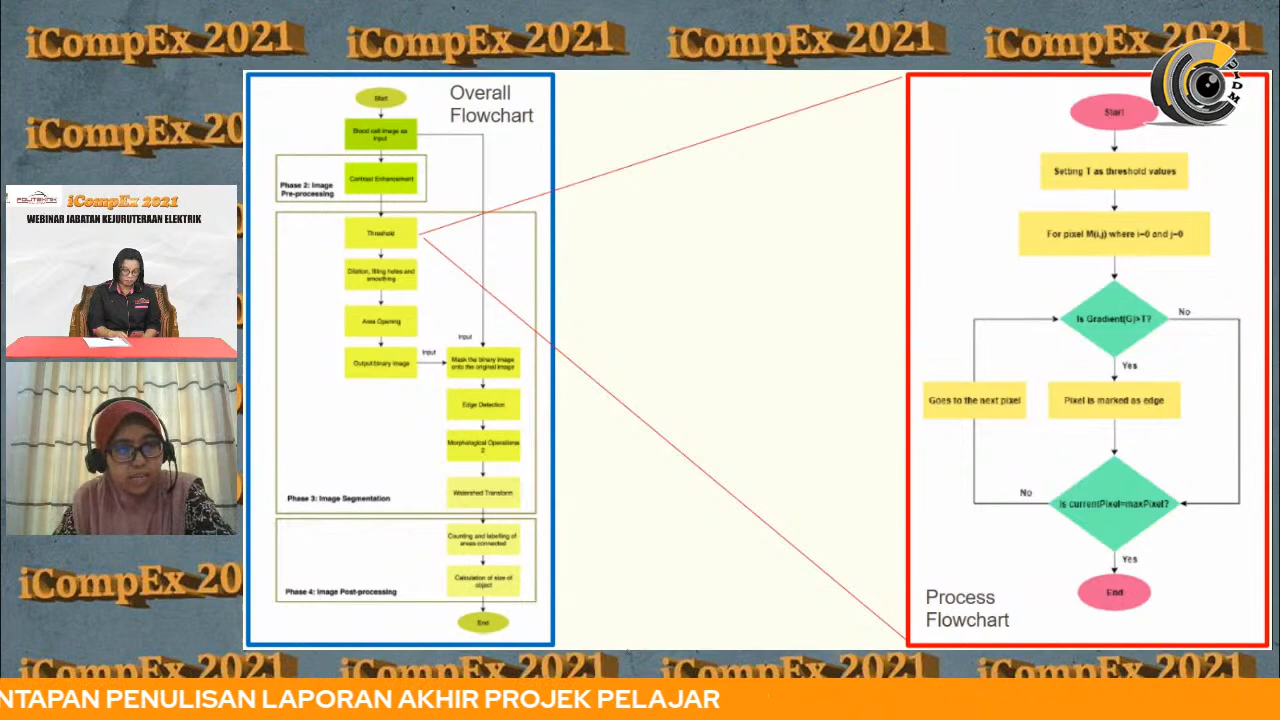 iCompEx 2021
iCompEx 2021
iCompEx 2021
iCompEx 2021
UIDM
iCompEx 20
POLITEKNIK
iCompEx 2021
WEBINAR JABATAN KEJURUTERAAN ELEKTRIK
Overall
Flowchart
Start
Blood cell image as
input
Phase 2: Image
Pre-processing
Contrast Enhancement
Threshold
Dilation, filling holes and
smoothing
Area Opening
Output binary image
Input
Input
Mask the binary image
onto the original image
Edge Detection
Morphological Operations
2
Watershed Transform
Phase 3: Image Segmentation
Counting and labelling of
areas connected
Calculation of size of
object
Phase 4: Image Post-processing
End
Start
Setting T as threshold values
For pixel M(i,j) where i=0 and j=0
Is Gradient(G)>T?
No
Yes
Goes to the next pixel
Pixel is marked as edge
No
Is currentPixel=maxPixel?
Yes
End
Process
Flowchart
iCompEx 20
iCompEx 2021
iCompEx 2021
iCompEx 2021
iCompEx 2021
NTAPAN PENULISAN LAPORAN AKHIR PROJEK PELAJAR